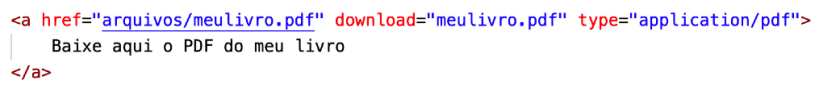 <a href="arquivos/meulivro.pdf" download="meulivro.pdf" type="application/pdf">
Baixe aqui o PDF do meu livro
</a>